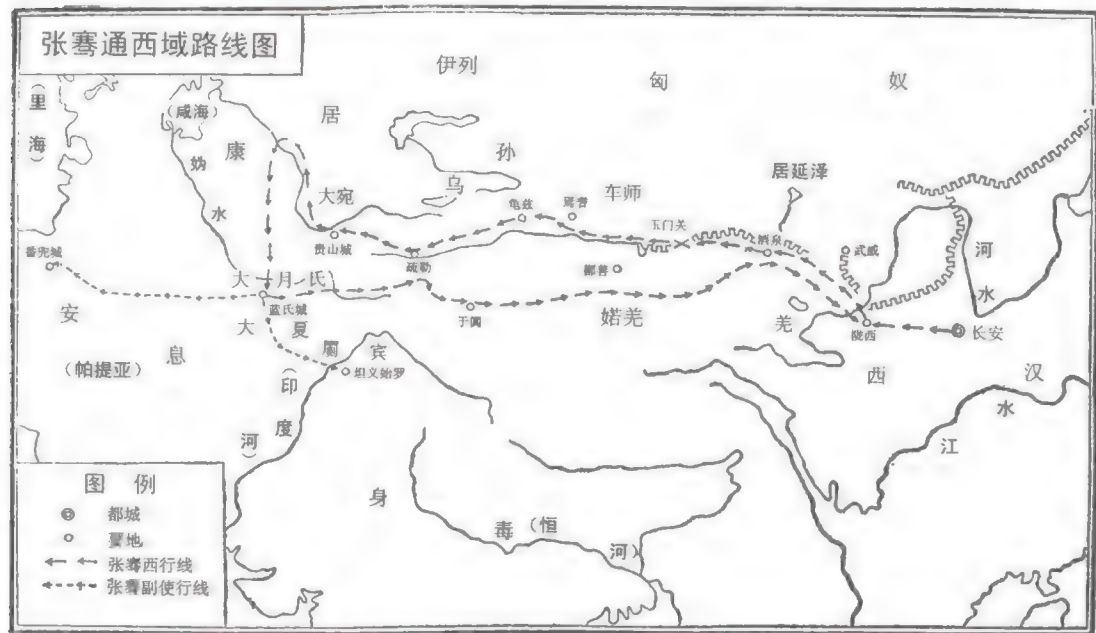 张骞通西域路线图
伊列
匈
奴
(里海)
(咸海)
居
康
孙
乌
妫水
大宛
龟兹
焉耆
车师
居延泽
玉门关
酒泉
武威
河水
番兜城
贵山城
疏勒
鄯善
大月氏
蓝氏城
大夏
于阗
婼羌
羌
陇西
长安
安息
(帕提亚)
罽宾
坦义始罗
(印度河)
西汉
江水
身毒
(恒河)
图例
都城
要地
张骞西行线
张骞副使行线